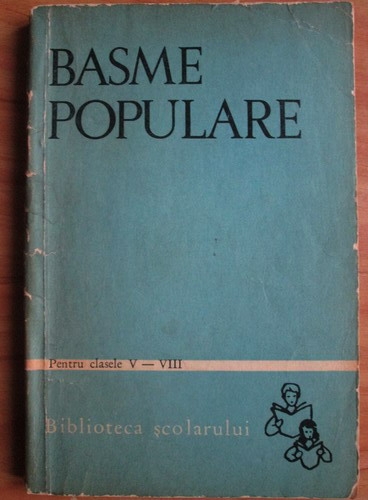 BASME
POPULARE
Pentru clasele V — VIII
Biblioteca școlarului